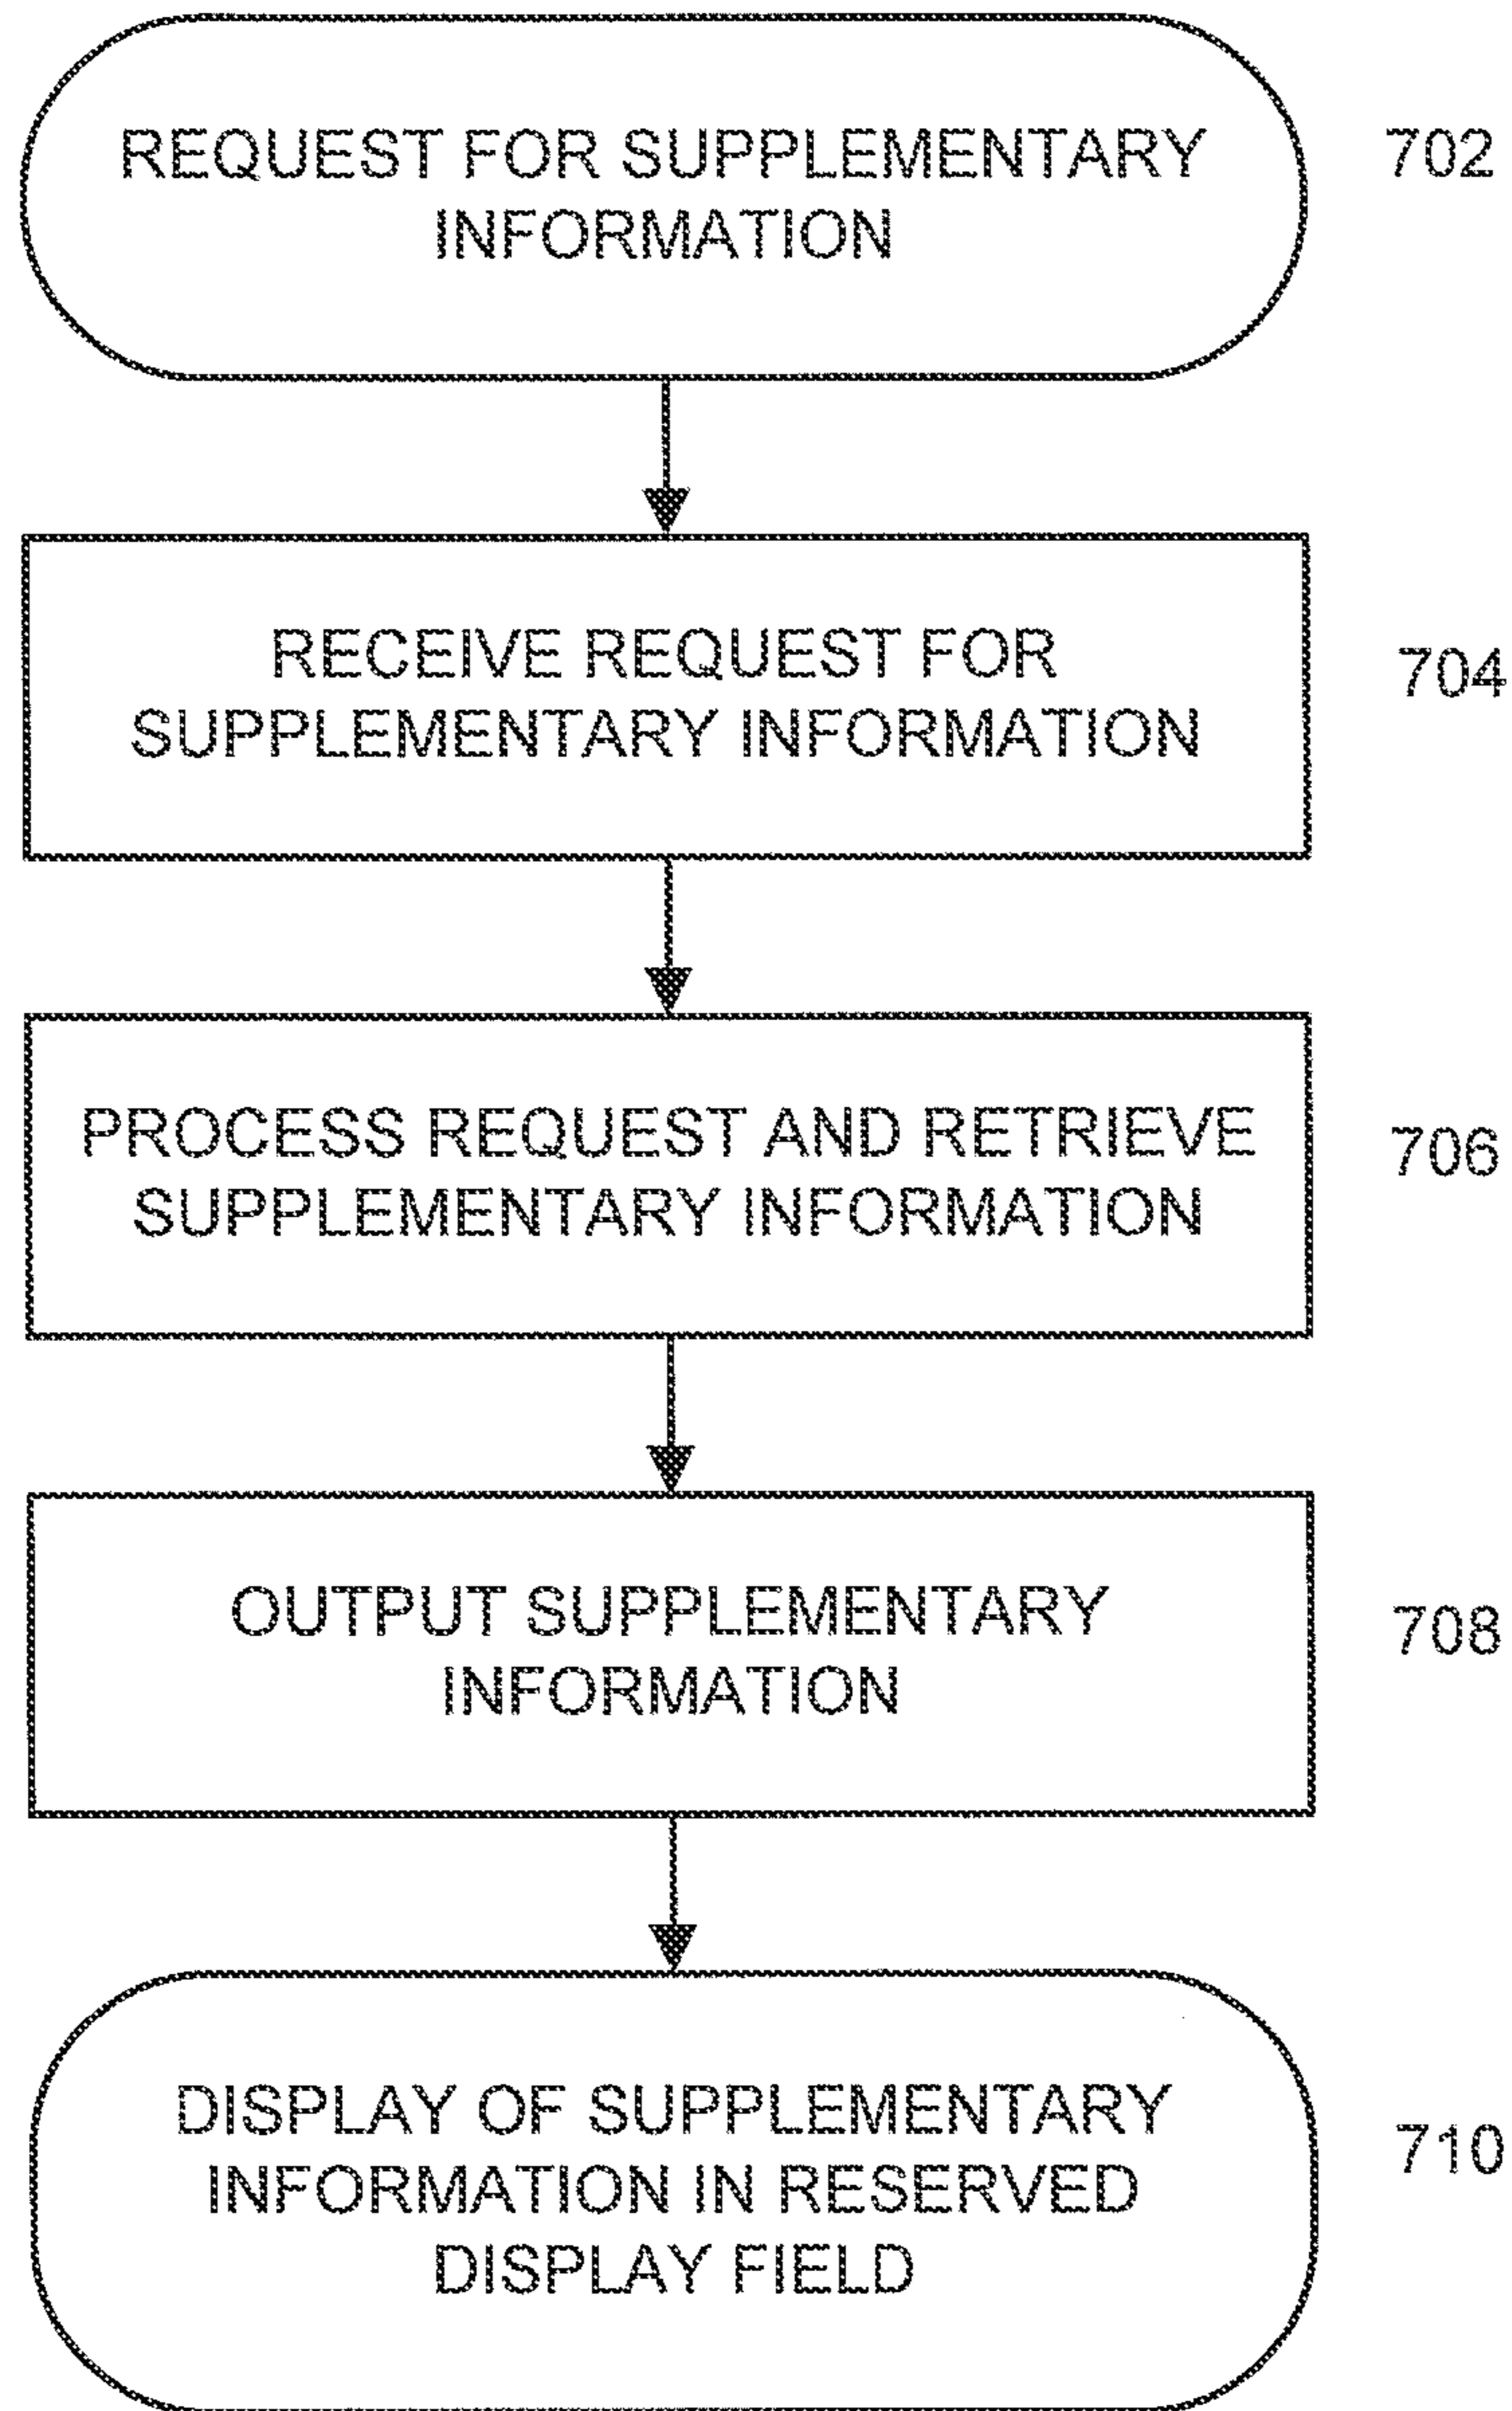 REQUEST FOR SUPPLEMENTARY
INFORMATION
702
RECEIVE REQUEST FOR
SUPPLEMENTARY INFORMATION
704
PROCESS REQUEST AND RETRIEVE
SUPPLEMENTARY INFORMATION
706
OUTPUT SUPPLEMENTARY
INFORMATION
708
DISPLAY OF SUPPLEMENTARY
INFORMATION IN RESERVED
DISPLAY FIELD
710